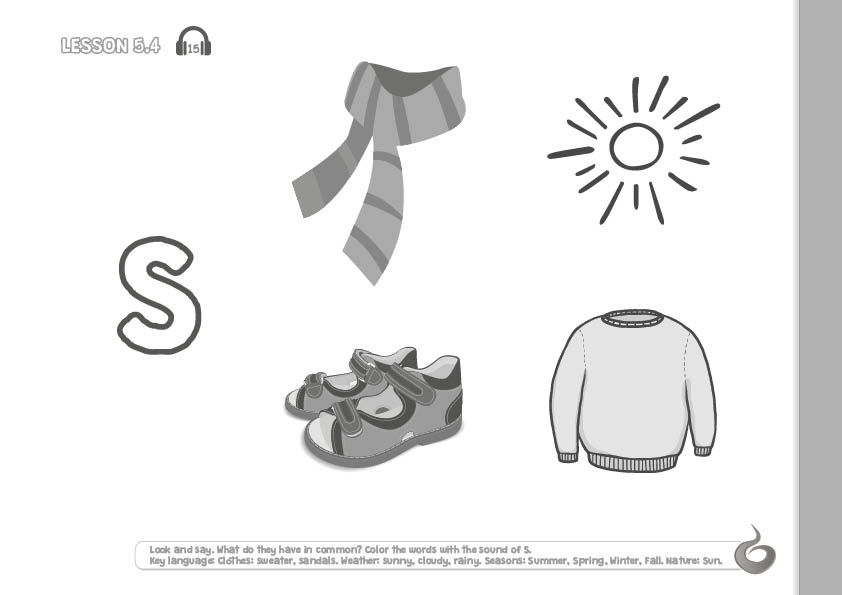 LESSON 5.4
15
S
Look and say. What do they have in common? Color the words with the sound of S.
Key language: Clothes: sweater, sandals. Weather: sunny, cloudy, rainy. Seasons: Summer, Spring, Winter, Fall. Nature: Sun.